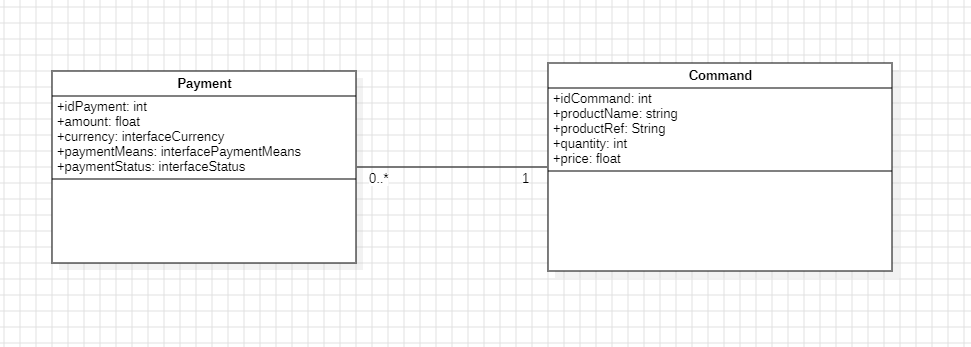 Payment
+idPayment: int
+amount: float
+currency: interfaceCurrency
+paymentMeans: interfacePaymentMeans
+paymentStatus: interfaceStatus
0..*
1
Command
+idCommand: int
+productName: string
+productRef: String
+quantity: int
+price: float